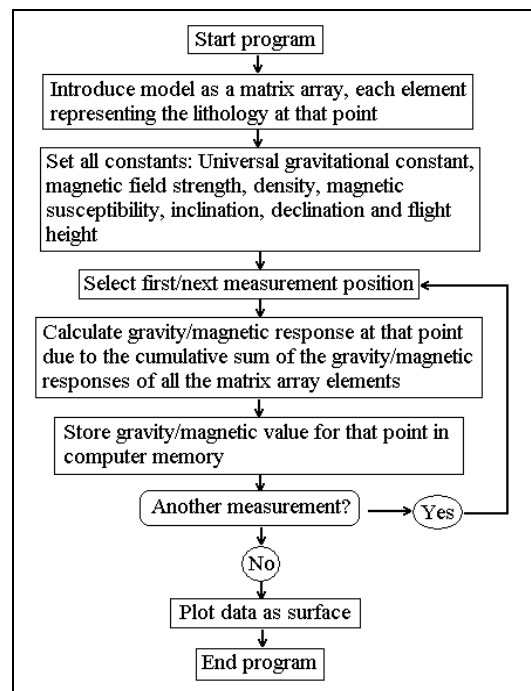 Start program
Introduce model as a matrix array, each element
representing the lithology at that point
Set all constants: Universal gravitational constant,
magnetic field strength, density, magnetic
susceptibility, inclination, declination and flight
height
Select first/next measurement position
Calculate gravity/magnetic response at that point
due to the cumulative sum of the gravity/magnetic
responses of all the matrix array elements
Store gravity/magnetic value for that point in
computer memory
Another measurement?
Yes
No
Plot data as surface
End program